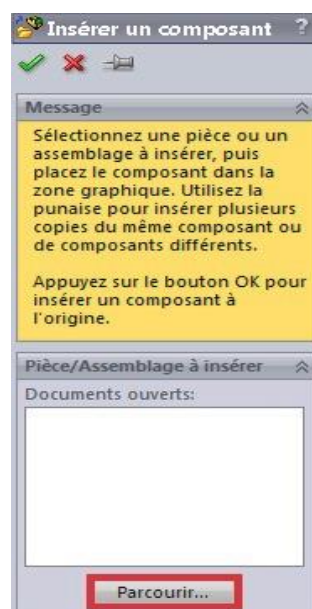 Insérer un composant ?
Message
Sélectionnez une pièce ou un
assemblage à insérer, puis
placez le composant dans la
zone graphique. Utilisez la
punaise pour insérer plusieurs
copies du même composant ou
de composants différents.
Appuyez sur le bouton OK pour
insérer un composant à
l'origine.
Pièce/Assemblage à insérer
Documents ouverts:
Parcourir...